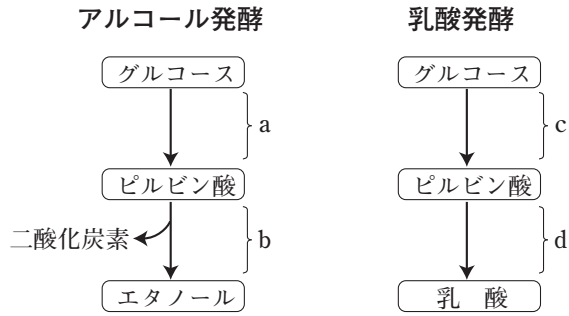 アルコール発酵
乳酸発酵
グルコース
グルコース
a
c
ピルビン酸
ピルビン酸
二酸化炭素
b
d
エタノール
乳 酸